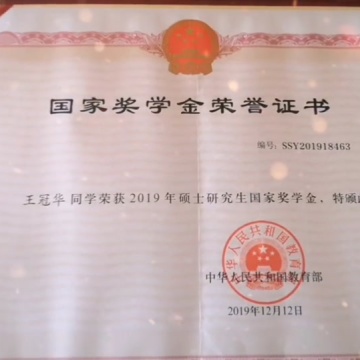 国家奖学金荣誉证书
编号：SSY201918463
王冠华 同学荣获2019年硕士研究生国家奖学金，特颁
中华人民共和国教育部
中华人民共和国教育部
2019年12月12日